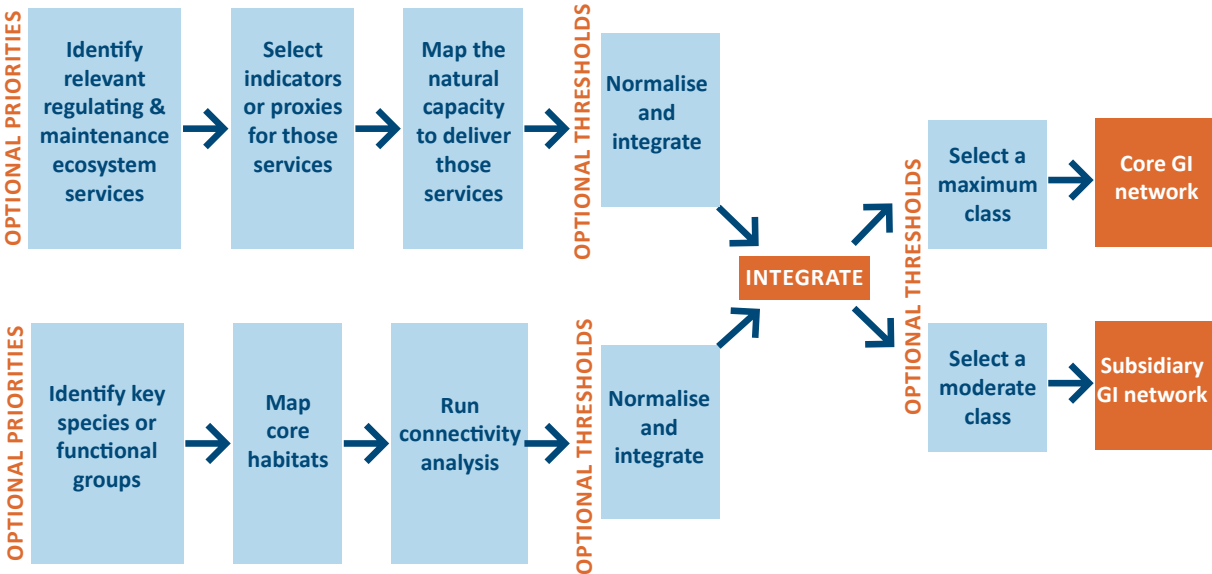 OPTIONAL PRIORITIES
Identify
relevant
regulating &
maintenance
ecosystem
services
Select
indicators
or proxies
for those
services
Map the
natural
capacity
to deliver
those
services
OPTIONAL THRESHOLDS
Normalise
and
integrate
OPTIONAL PRIORITIES
Identify key
species or
functional
groups
Map
core
habitats
Run
connectivity
analysis
OPTIONAL THRESHOLDS
Normalise
and
integrate
INTEGRATE
OPTIONAL THRESHOLDS
Select a
maximum
class
Core GI
network
Select a
moderate
class
Subsidiary
GI network